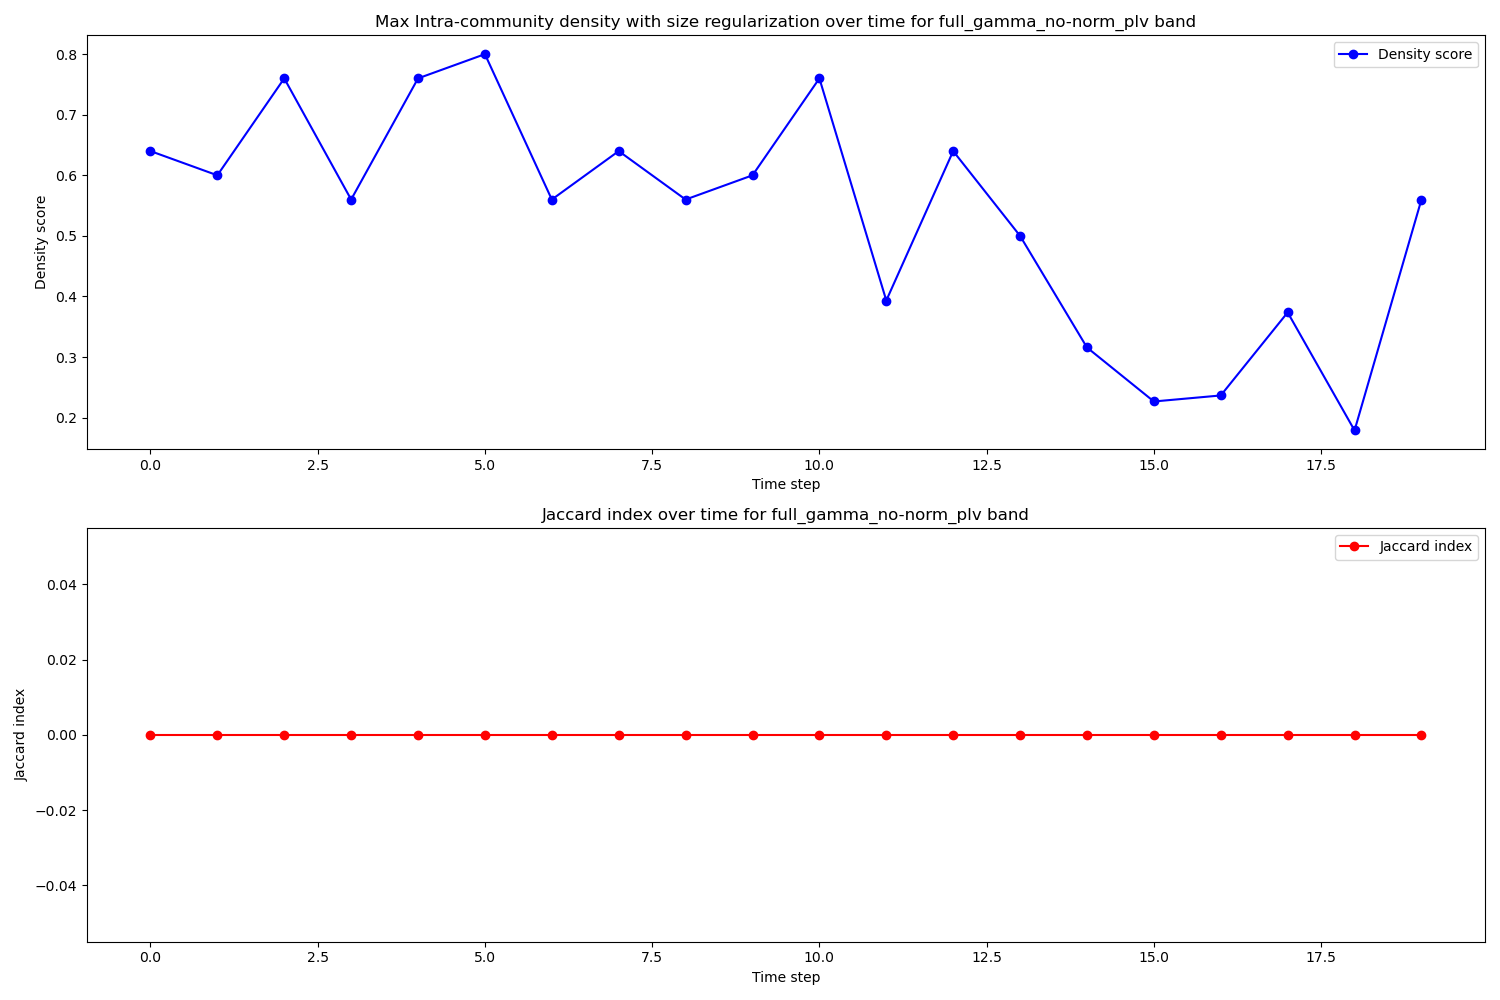 Max Intra-community density with size regularization over time for full_gamma_no-norm_plv band
Density score
0.8
0.7
0.6
0.5
0.4
0.3
0.2
Density score
0.0 2.5 5.0 7.5 10.0 12.5 15.0 17.5
Time step
Jaccard index over time for full_gamma_no-norm_plv band
Jaccard index
0.04
0.02
0.00
−0.02
−0.04
Jaccard index
0.0 2.5 5.0 7.5 10.0 12.5 15.0 17.5
Time step